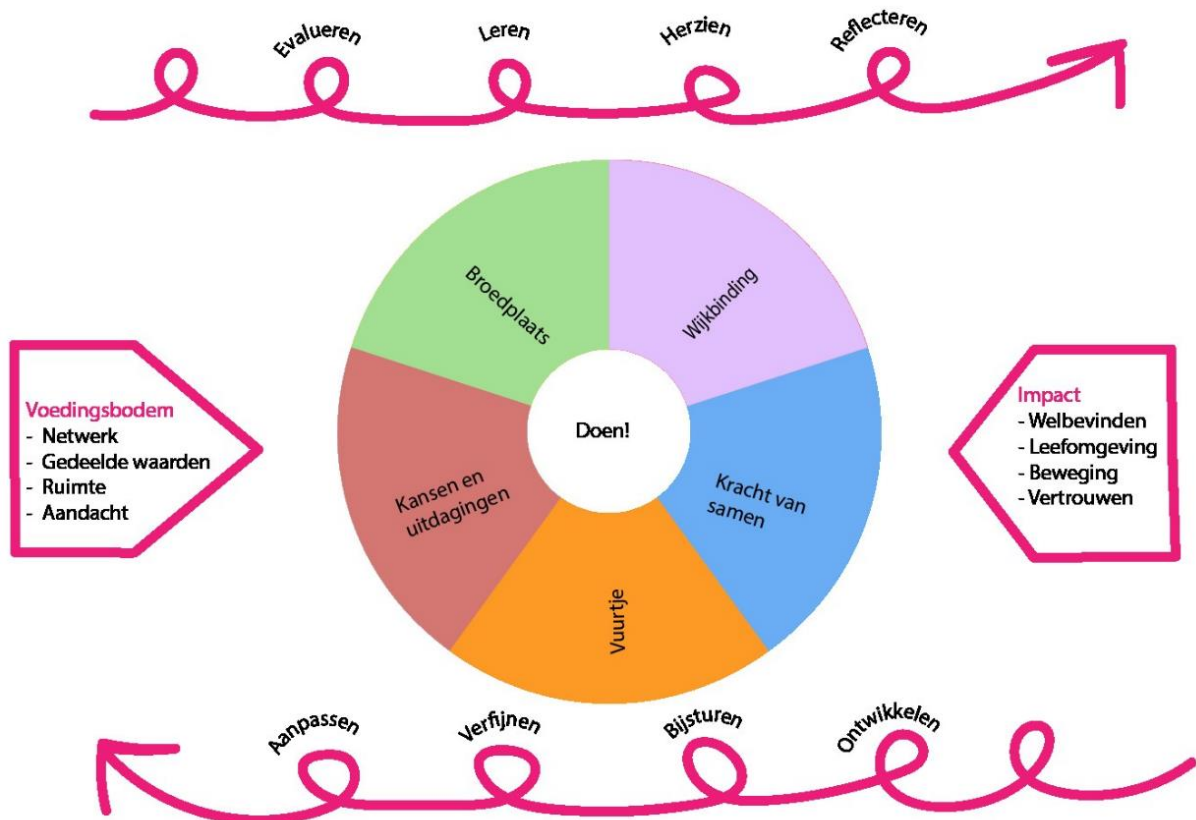 Evalueren
Leren
Herzien
Reflecteren
Broedplaats
Wijkbinding
Voedingsbodem
- Netwerk
- Gedeelde waarden
- Ruimte
- Aandacht
Doen!
Impact
- Welbevinden
- Leefomgeving
- Beweging
- Vertrouwen
Kansen en
uitdagingen
Kracht van
samen
Vuurtje
Aanpassen
Verfijnen
Bijsturen
Ontwikkelen